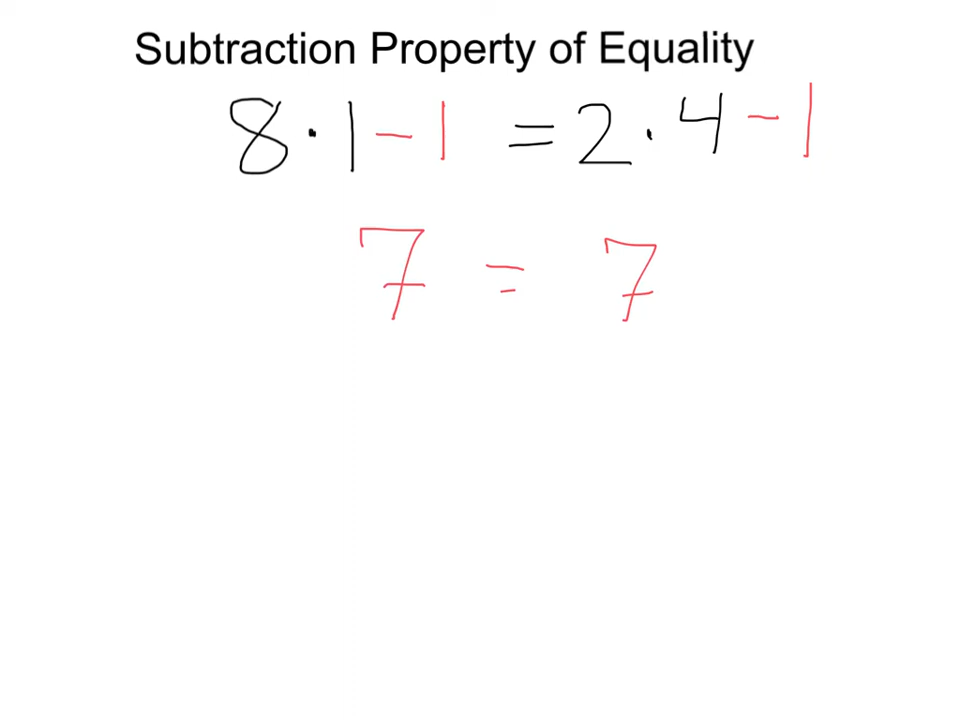 Subtraction Property of Equality
8·1-1 = 2·4-1
7 = 7